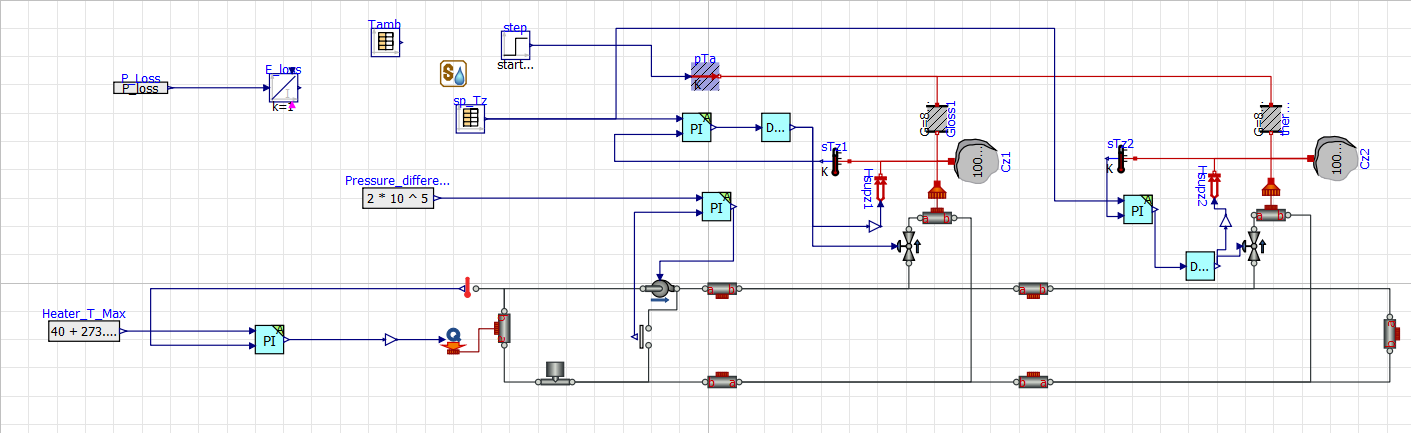 Tamb
step
start...
P_Loss
P_loss
E_loss
k=1
S
sp_Tz
pTa
K
PI
A
D...
G=8...
Gloss1
G=8...
ther...
sTz1
K
100...
Cz1
sTz2
K
100...
Cz2
Hsupz1
Hsupz2
Pressure_differe...
2 * 10 ^ 5
PI
A
a b
PI
A
D...
a b
Heater_T_Max
40 + 273....
PI
A
Q
a b
a b
b a
b a